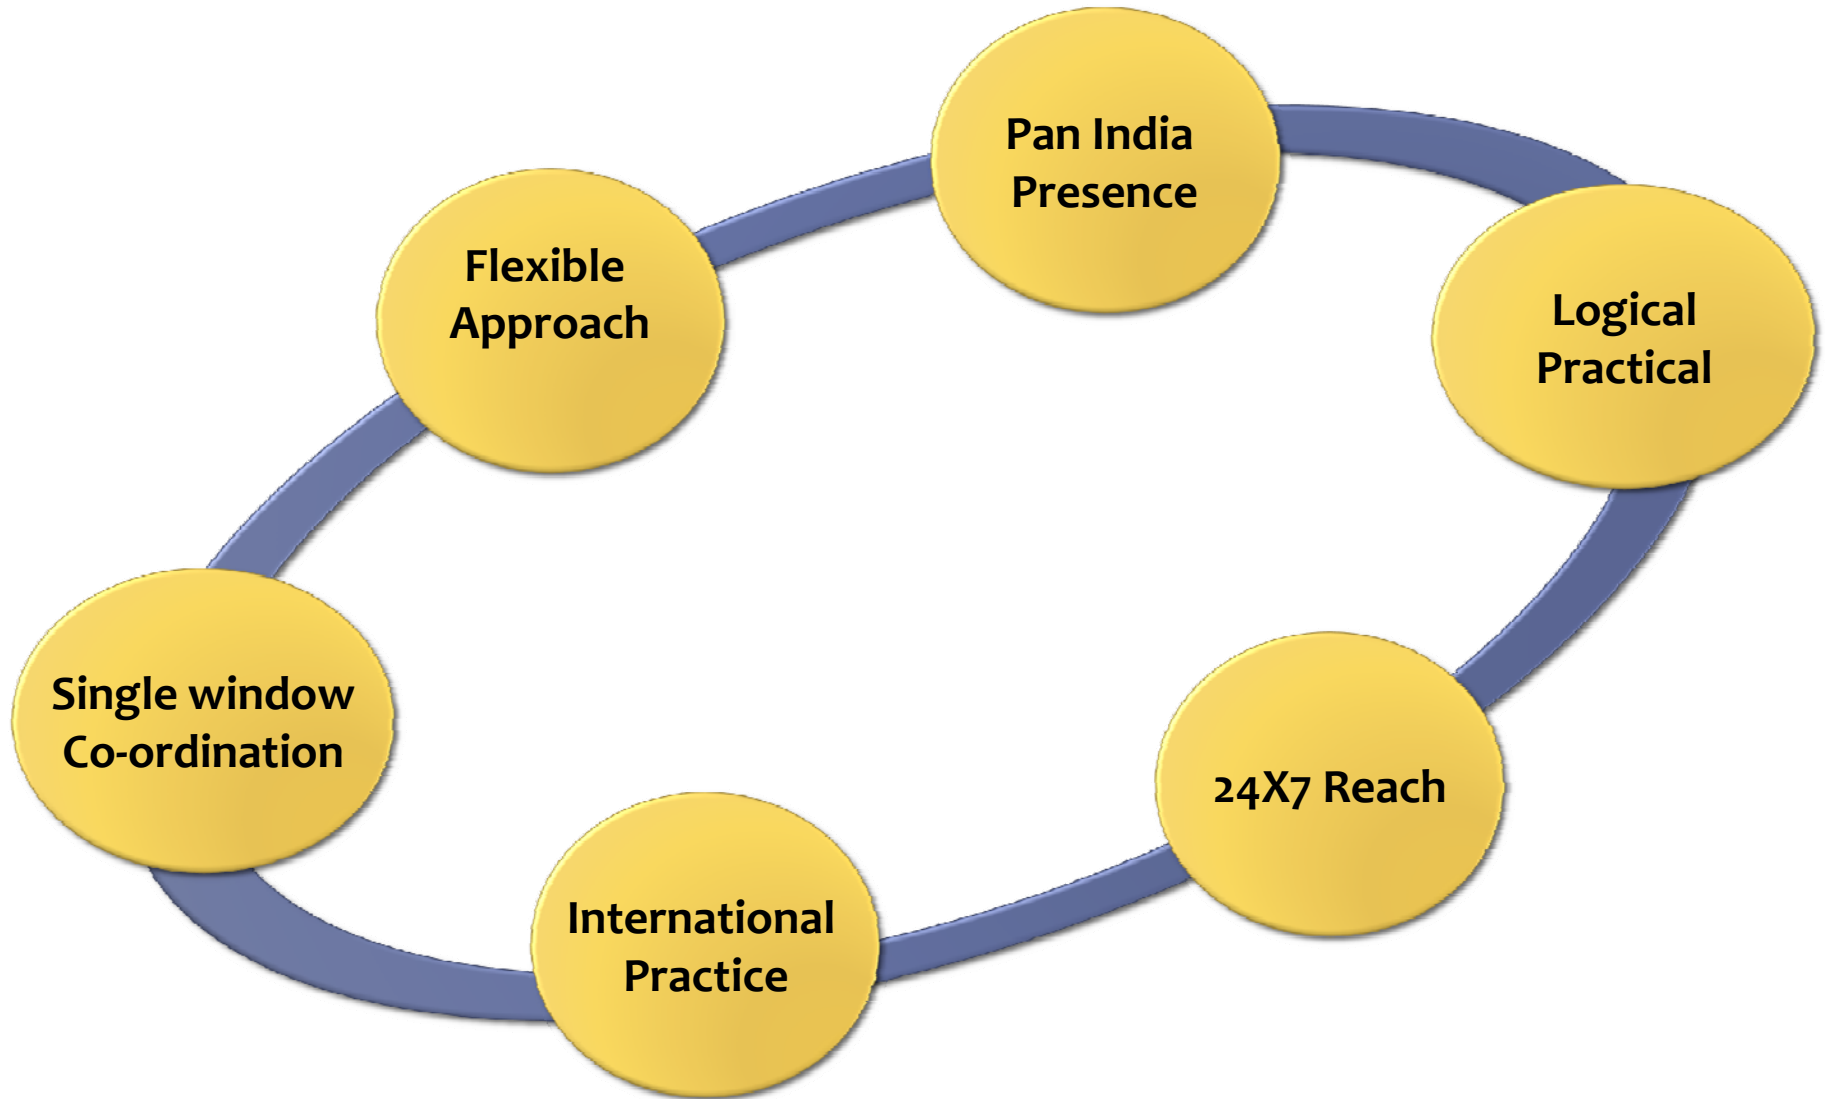 Pan India
Presence
Flexible
Approach
Logical
Practical
Single window
Co-ordination
24X7 Reach
International
Practice